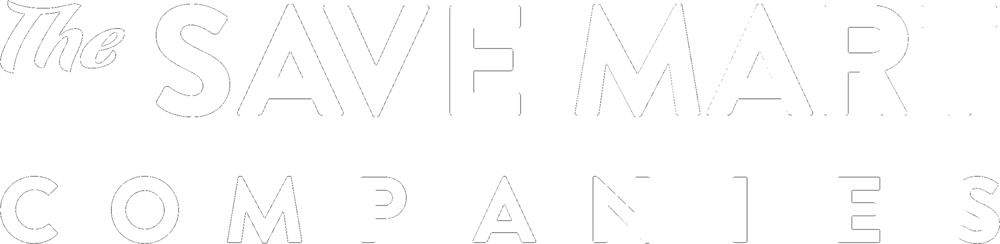 The SAVE MART
COMPANIES